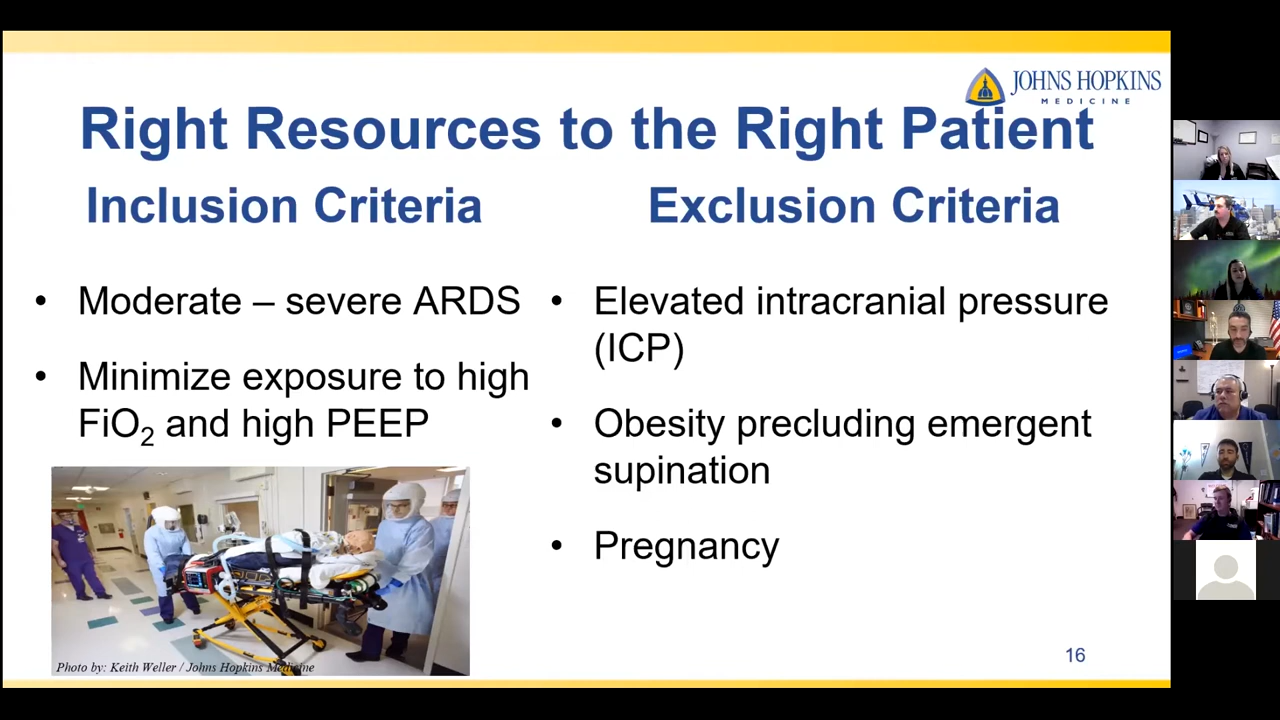 JOHNS HOPKINS
MEDICINE
Right Resources to the Right Patient
Inclusion Criteria
• Moderate – severe ARDS
• Minimize exposure to high
FiO₂ and high PEEP
Exclusion Criteria
• Elevated intracranial pressure
(ICP)
• Obesity precluding emergent
supination
• Pregnancy
Photo by: Keith Weller / Johns Hopkins Medicine
16